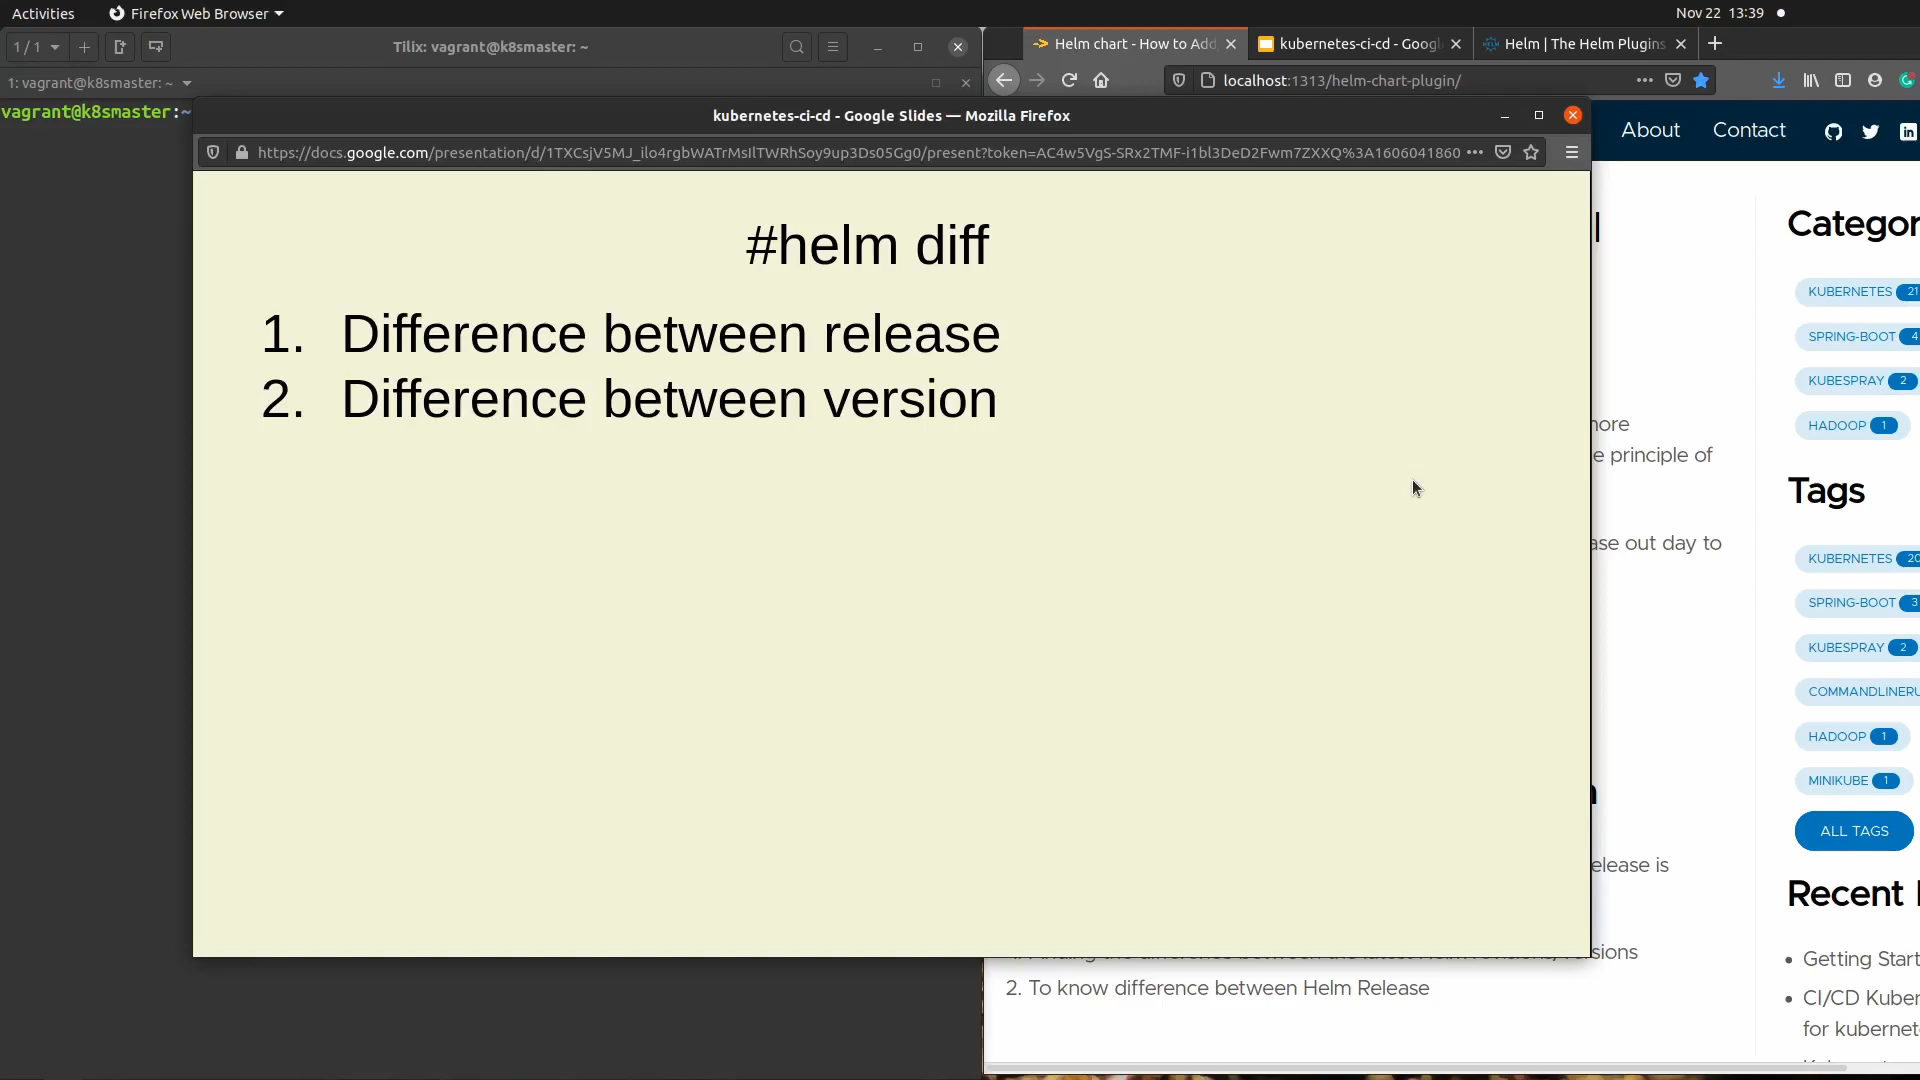 Activities
Firefox Web Browser
Nov 22 13:39
1 / 1
Tilix: vagrant@k8smaster: ~
Helm chart - How to Add
kubernetes-ci-cd - Googl
Helm | The Helm Plugins
1: vagrant@k8smaster: ~
localhost:1313/helm-chart-plugin/
vagrant@k8smaster:~
kubernetes-ci-cd - Google Slides — Mozilla Firefox
https://docs.google.com/presentation/d/1TXCsjV5MJ_ilo4rgbWATrMsIlTWRhSoy9up3Ds05Gg0/present?token=AC4w5VgS-SRx2TMF-i1bl3DeD2Fwm7ZXXQ%3A1606041860
About
Contact
#helm diff
1. Difference between release
2. Difference between version
Categor
KUBERNETES 21
SPRING-BOOT 4
KUBESPRAY 2
HADOOP 1
ore
e principle of
Tags
ase out day to
KUBERNETES 20
SPRING-BOOT 3
KUBESPRAY 2
COMMANDLINERU
HADOOP 1
MINIKUBE 1
ALL TAGS
elease is
Recent
sions
2. To know difference between Helm Release
Getting Start
CI/CD Kuber
for kubernet